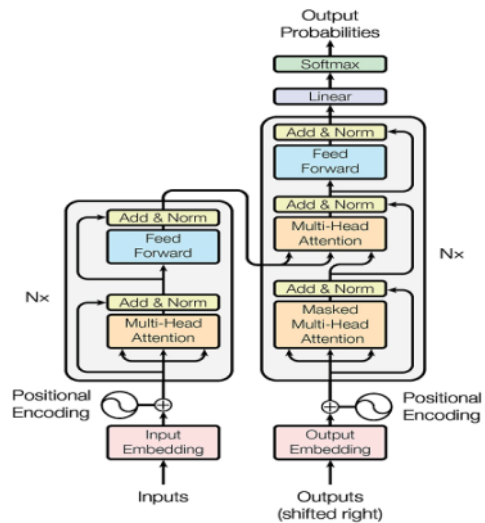 Output
Probabilities
Softmax
Linear
Add & Norm
Feed
Forward
Add & Norm
Multi-Head
Attention
Add & Norm
Masked
Multi-Head
Attention
Nx
Add & Norm
Feed
Forward
Add & Norm
Multi-Head
Attention
Nx
Positional
Encoding
Positional
Encoding
Input
Embedding
Output
Embedding
Inputs
Outputs
(shifted right)